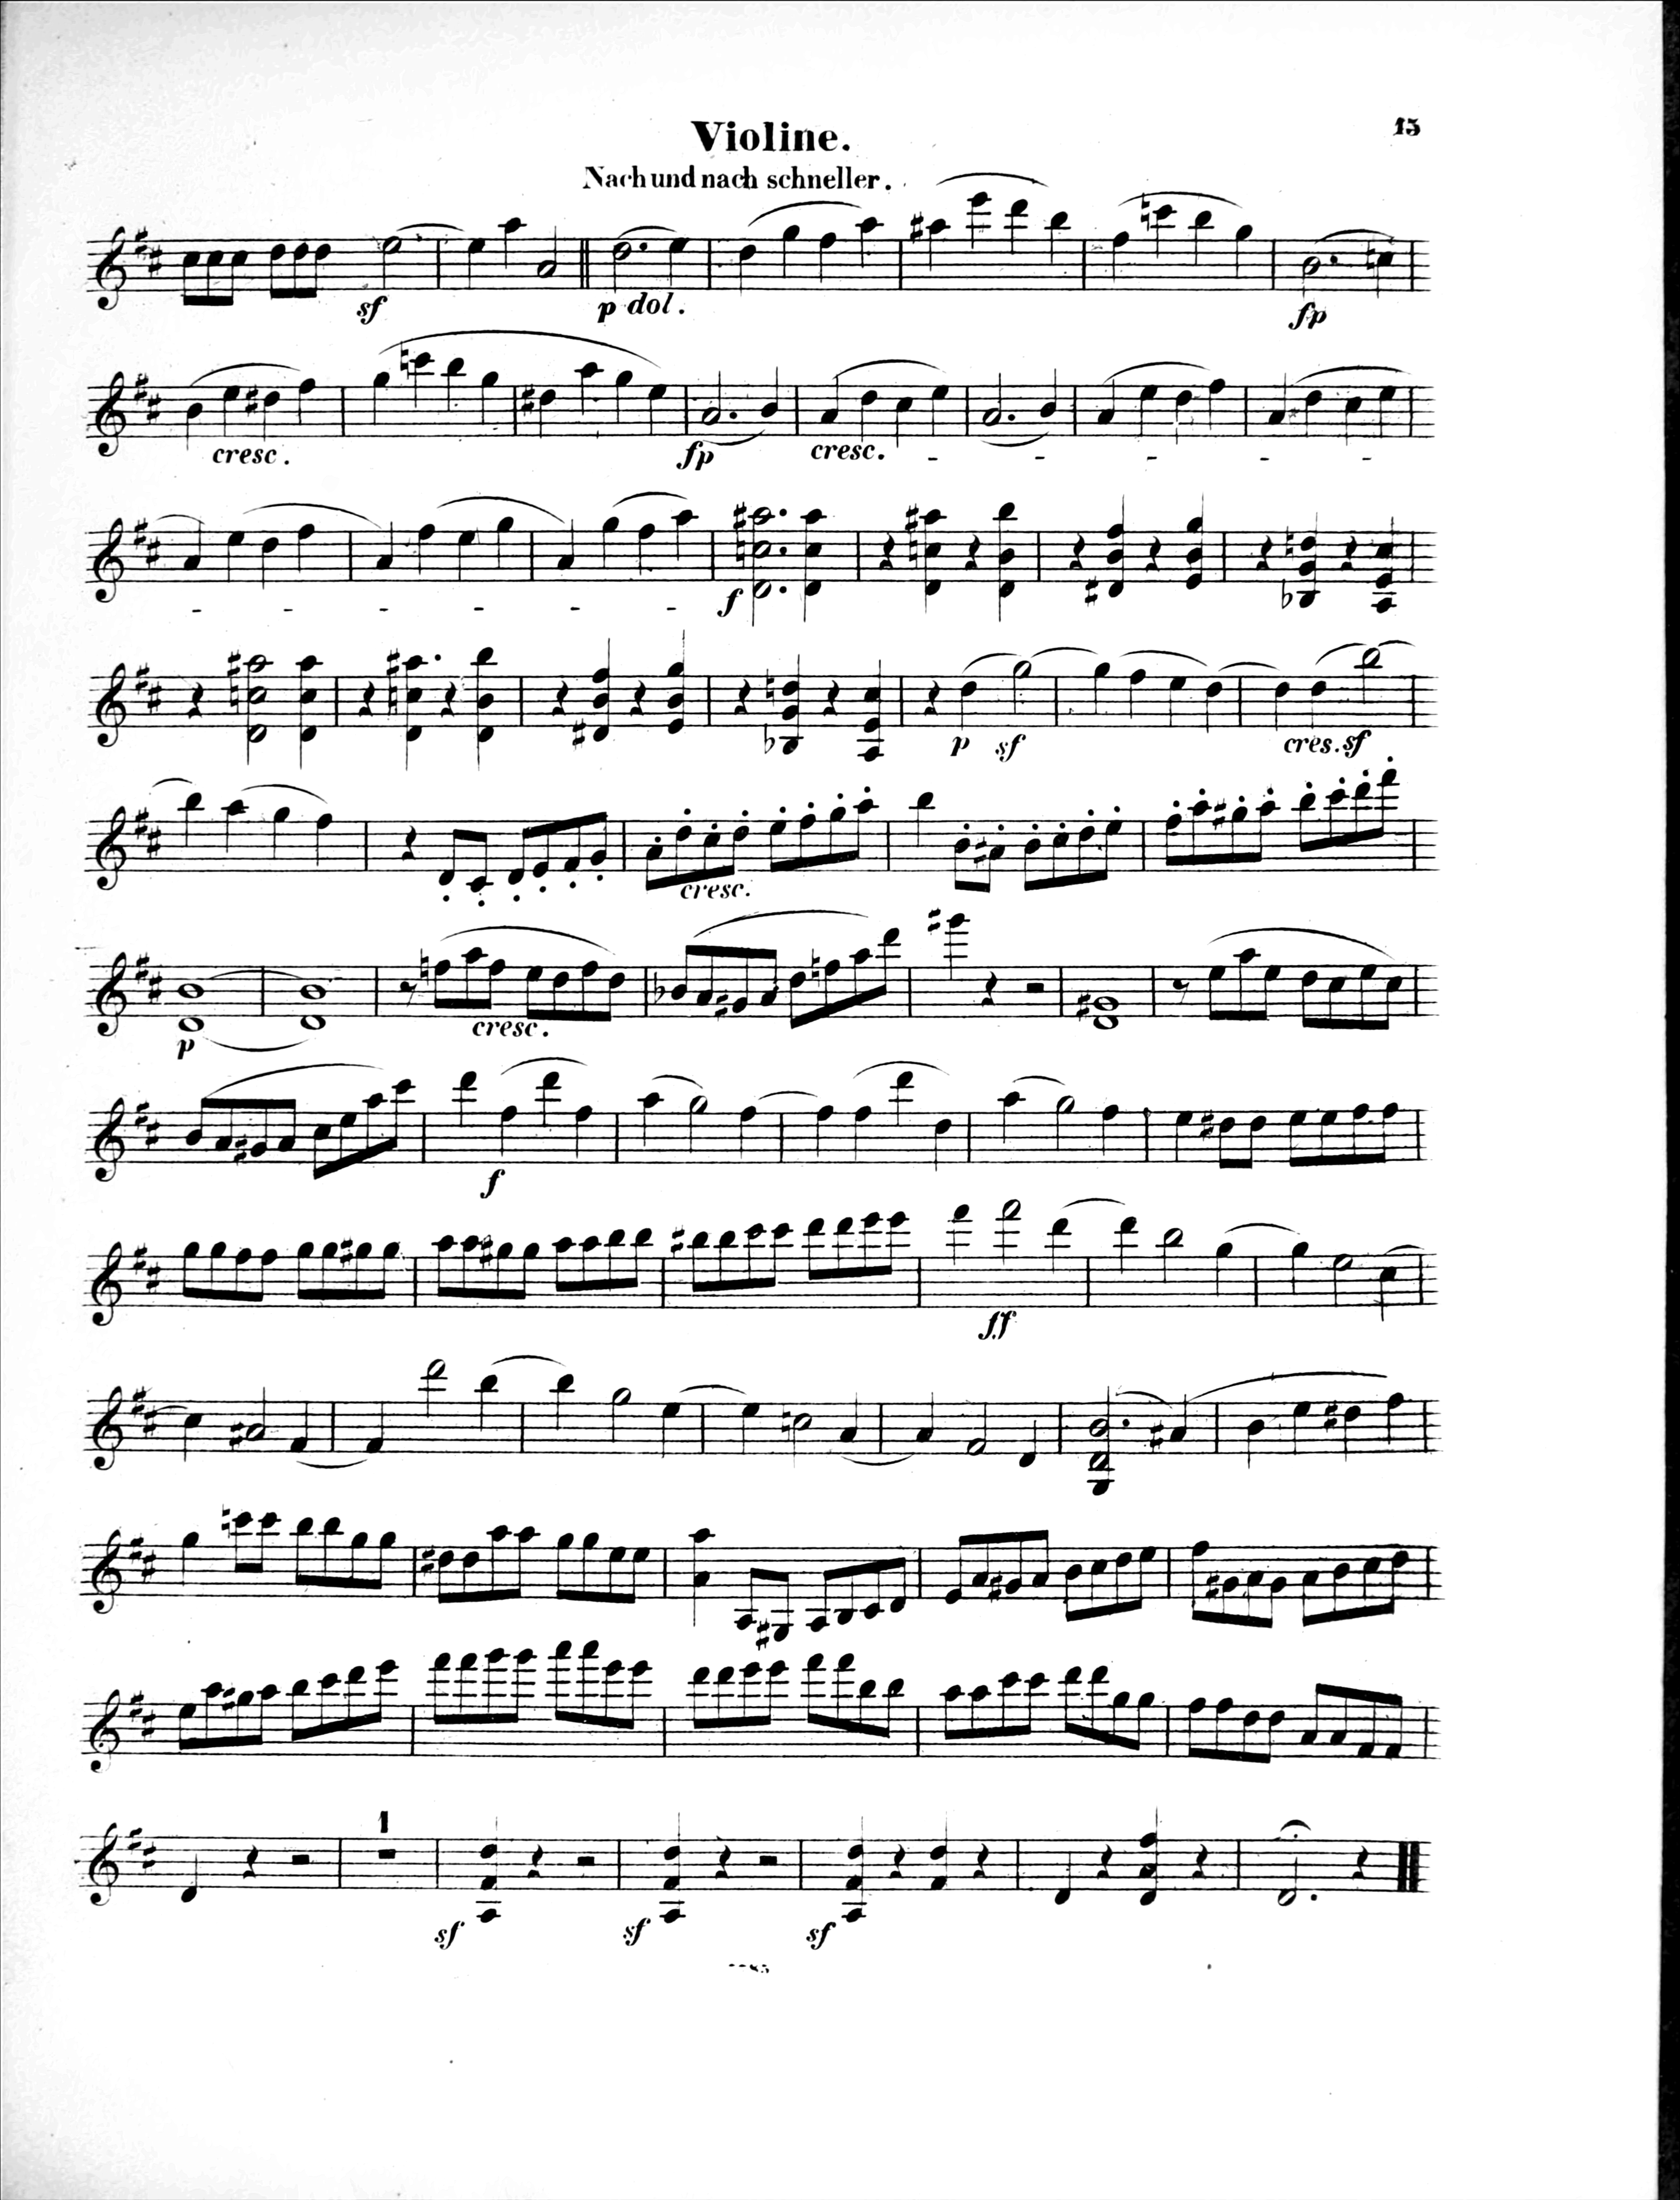 Violine.
15
Nach und nach schneller.
sf
p dol.
fp
cresc.
fp
cresc.
f
p sf
cres. sf
cresc.
p
cresc.
f
ff
1
sf
sf
sf